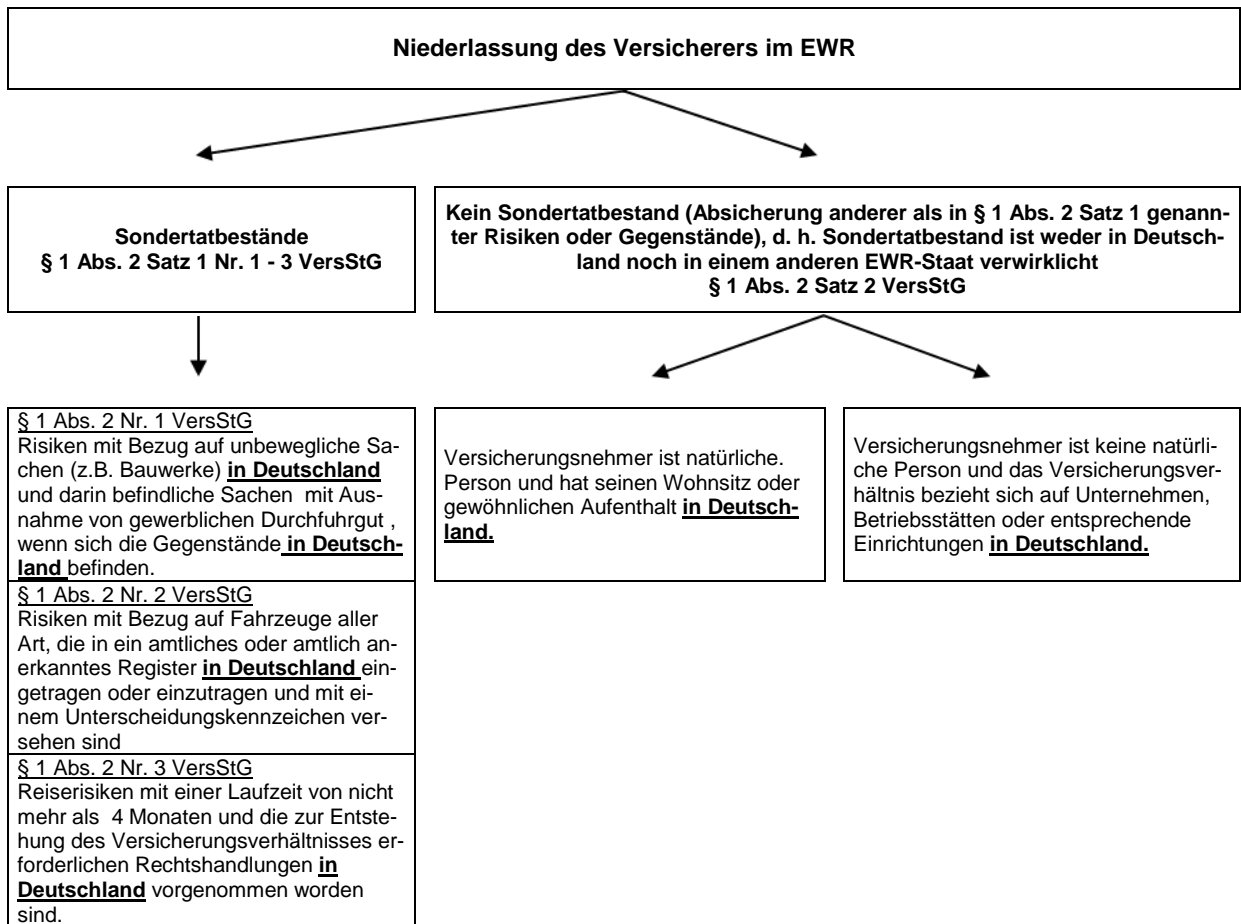 Niederlassung des Versicherers im EWR
Sondertatbestände
§ 1 Abs. 2 Satz 1 Nr. 1 - 3 VersStG
Kein Sondertatbestand (Absicherung anderer als in § 1 Abs. 2 Satz 1 genann-
ter Risiken oder Gegenstände), d. h. Sondertatbestand ist weder in Deutsch-
land noch in einem anderen EWR-Staat verwirklicht
§ 1 Abs. 2 Satz 2 VersStG
§ 1 Abs. 2 Nr. 1 VersStG
Risiken mit Bezug auf unbewegliche Sa-
chen (z.B. Bauwerke) in Deutschland
und darin befindliche Sachen mit Aus-
nahme von gewerblichen Durchfuhrgut ,
wenn sich die Gegenstände in Deutsch-
land befinden.
§ 1 Abs. 2 Nr. 2 VersStG
Risiken mit Bezug auf Fahrzeuge aller
Art, die in ein amtliches oder amtlich an-
erkanntes Register in Deutschland ein-
getragen oder einzutragen und mit ei-
nem Unterscheidungskennzeichen ver-
sehen sind
§ 1 Abs. 2 Nr. 3 VersStG
Reiserisiken mit einer Laufzeit von nicht
mehr als 4 Monaten und die zur Entste-
hung des Versicherungsverhältnisses er-
forderlichen Rechtshandlungen in
Deutschland vorgenommen worden
sind.
Versicherungsnehmer ist natürliche.
Person und hat seinen Wohnsitz oder
gewöhnlichen Aufenthalt in Deutsch-
land.
Versicherungsnehmer ist keine natürli-
che Person und das Versicherungsver-
hältnis bezieht sich auf Unternehmen,
Betriebsstätten oder entsprechende
Einrichtungen in Deutschland.